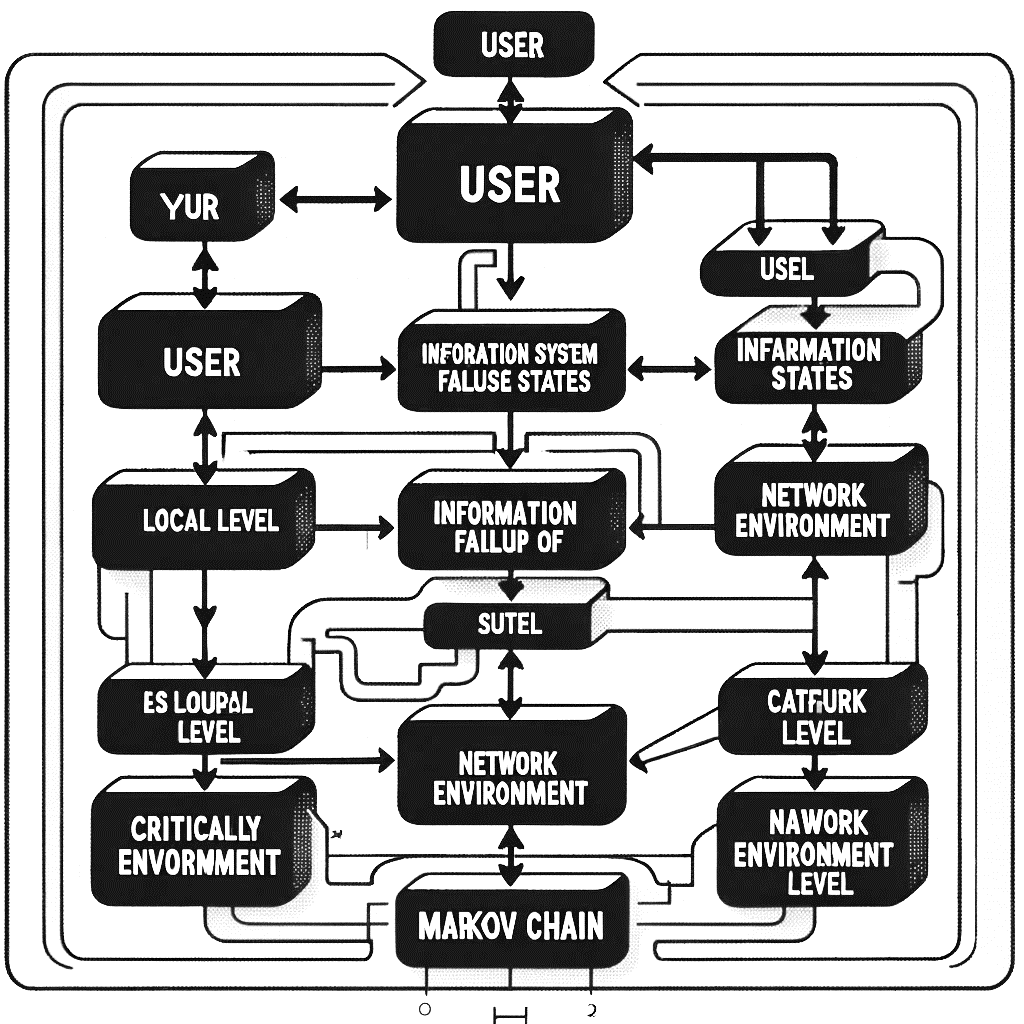 USER
USER
YUR
USEL
USER
INFORATION SYSTEM
FALUSE STATES
INFARMATION
STATES
LOCAL LEVEL
INFORMATION
FALLUP OF
NETWORK
ENVIRONMENT
SUTEL
ES LOUPAL
LEVEL
CATFURK
LEVEL
NETWORK
ENVIRONMENT
CRITICALLY
ENVORMMENT
NAWORK
ENVIRONMENT
LEVEL
MARKOV CHAIN